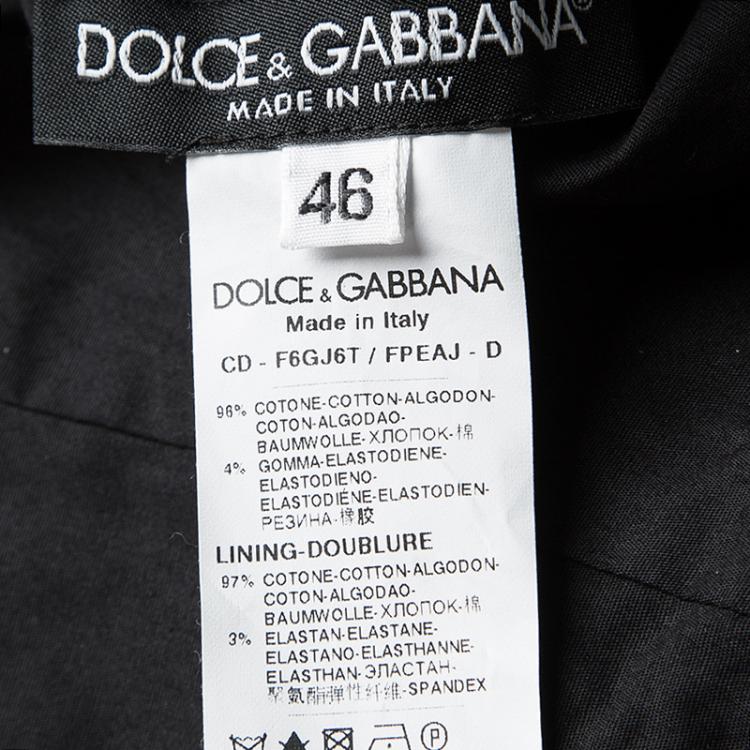 DOLCE & GABBANA®
MADE IN ITALY
46
DOLCE & GABBANA
Made in Italy
CD - F6GJ6T / FPEAJ - D
96% COTONE-COTTON-ALGODON-
COTON-ALGODAO-
BAUMWOLLE-ХЛОПОК-棉
4% GOMMA-ELASTODIENE-
ELASTODIENO-
ELASTODIÉNE-ELASTODIEN-
РЕЗИНА-橡胶
LINING-DOUBLURE
97% COTONE-COTTON-ALGODON-
COTON-ALGODAO-
BAUMWOLLE-ХЛОПОК-棉
3% ELASTAN-ELASTANE-
ELASTANO-ELASTHANNE-
ELASTHAN-ЭЛАСТАН-
聚氨酯弹性纤维-SPANDEX
P